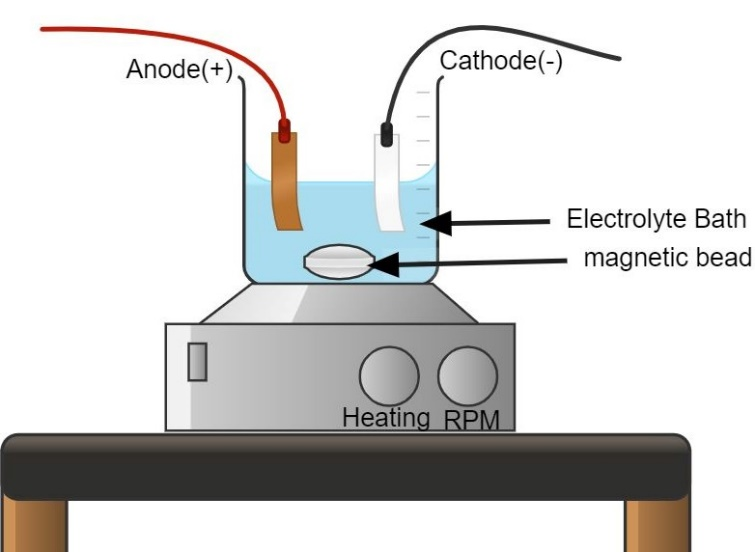 Anode(+)
Cathode(-)
Electrolyte Bath
magnetic bead
Heating
RPM